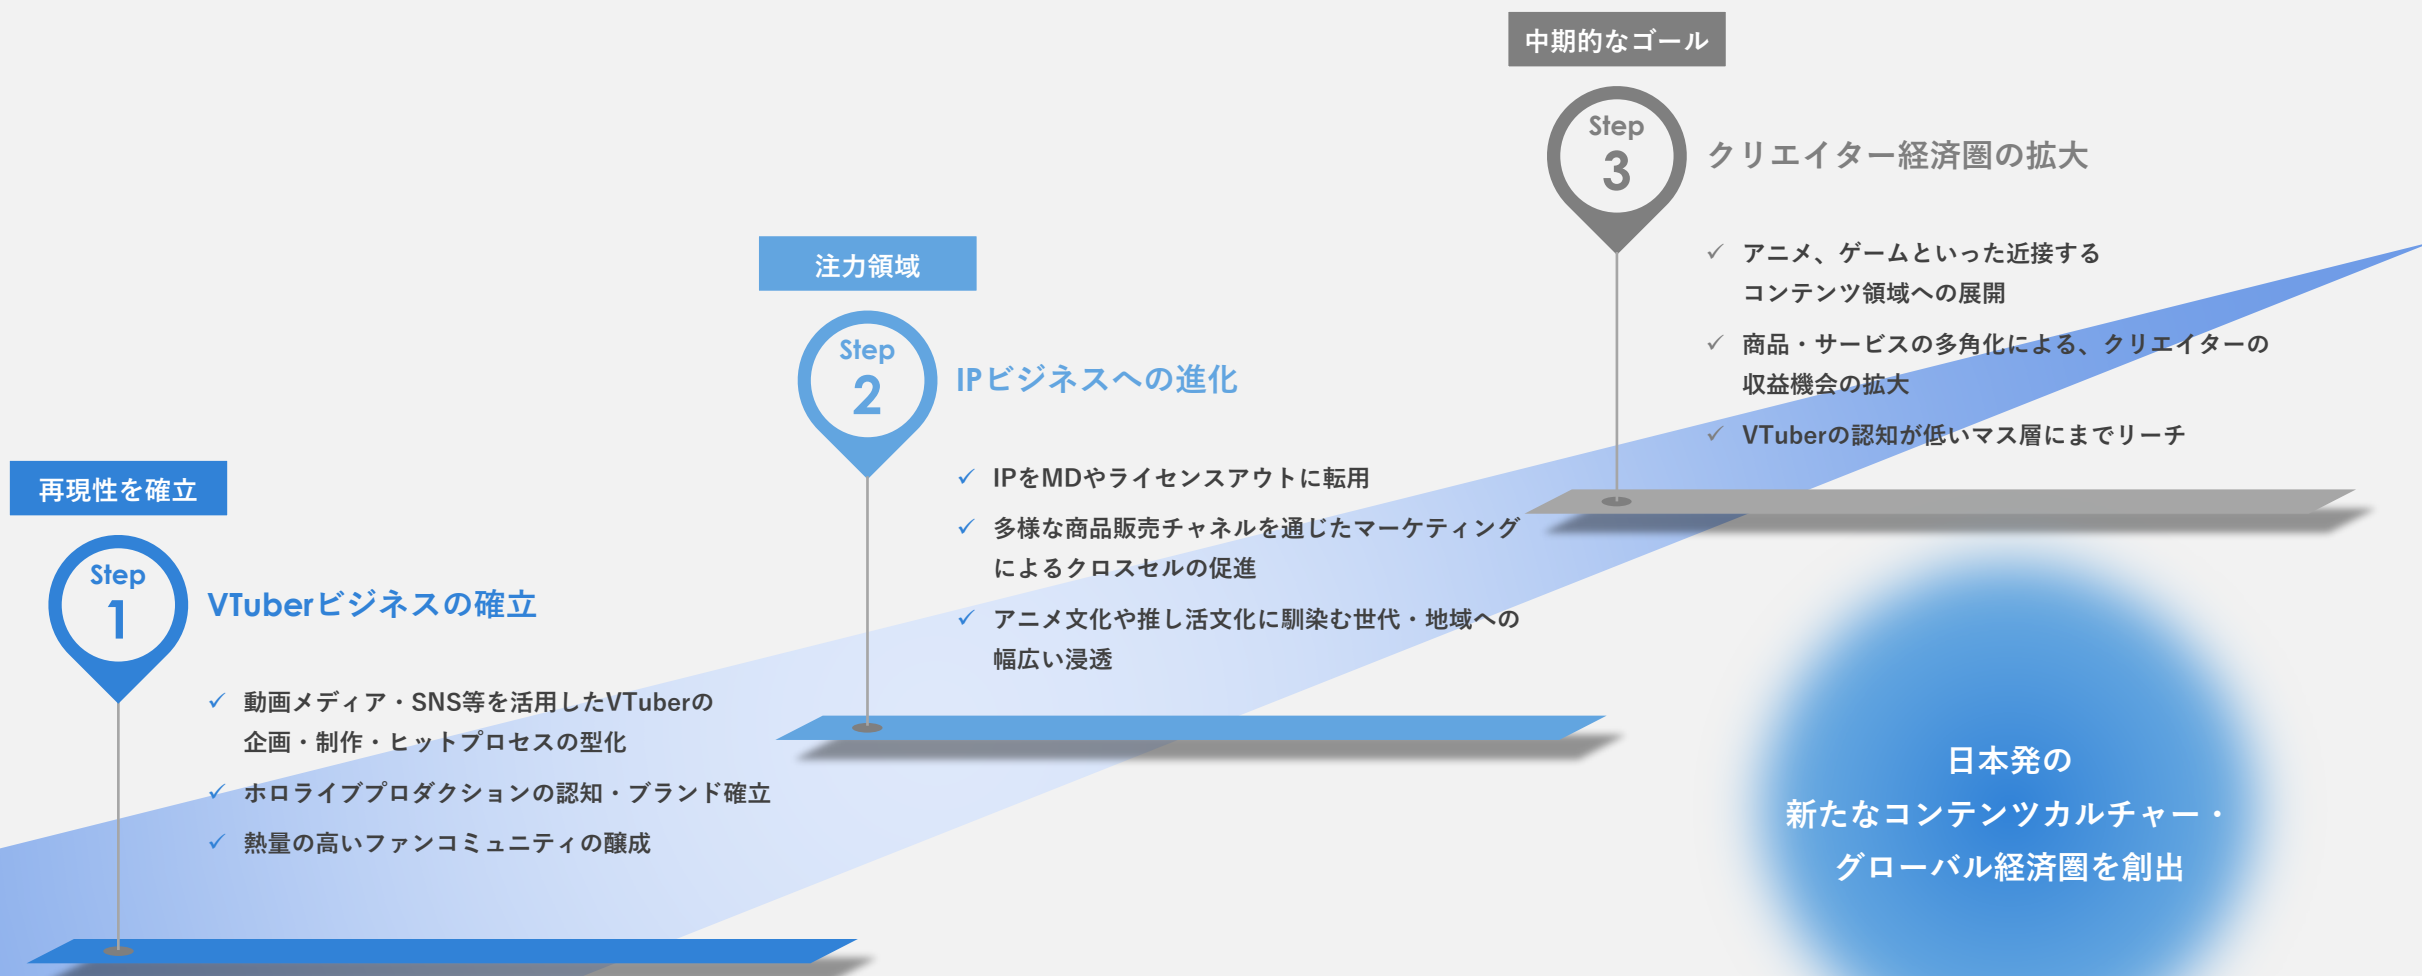 再現性を確立
Step
1
VTuberビジネスの確立
✓ 動画メディア・SNS等を活用したVTuberの
企画・制作・ヒットプロセスの型化
✓ ホロライブプロダクションの認知・ブランド確立
✓ 熱量の高いファンコミュニティの醸成
注力領域
Step
2
IPビジネスへの進化
✓ IPをMDやライセンスアウトに転用
✓ 多様な商品販売チャネルを通じたマーケティング
によるクロスセルの促進
✓ アニメ文化や推し活文化に馴染む世代・地域への
幅広い浸透
中期的なゴール
Step
3
クリエイター経済圏の拡大
✓ アニメ、ゲームといった近接する
コンテンツ領域への展開
✓ 商品・サービスの多角化による、クリエイターの
収益機会の拡大
✓ VTuberの認知が低いマス層にまでリーチ
日本発の
新たなコンテンツカルチャー・
グローバル経済圏を創出